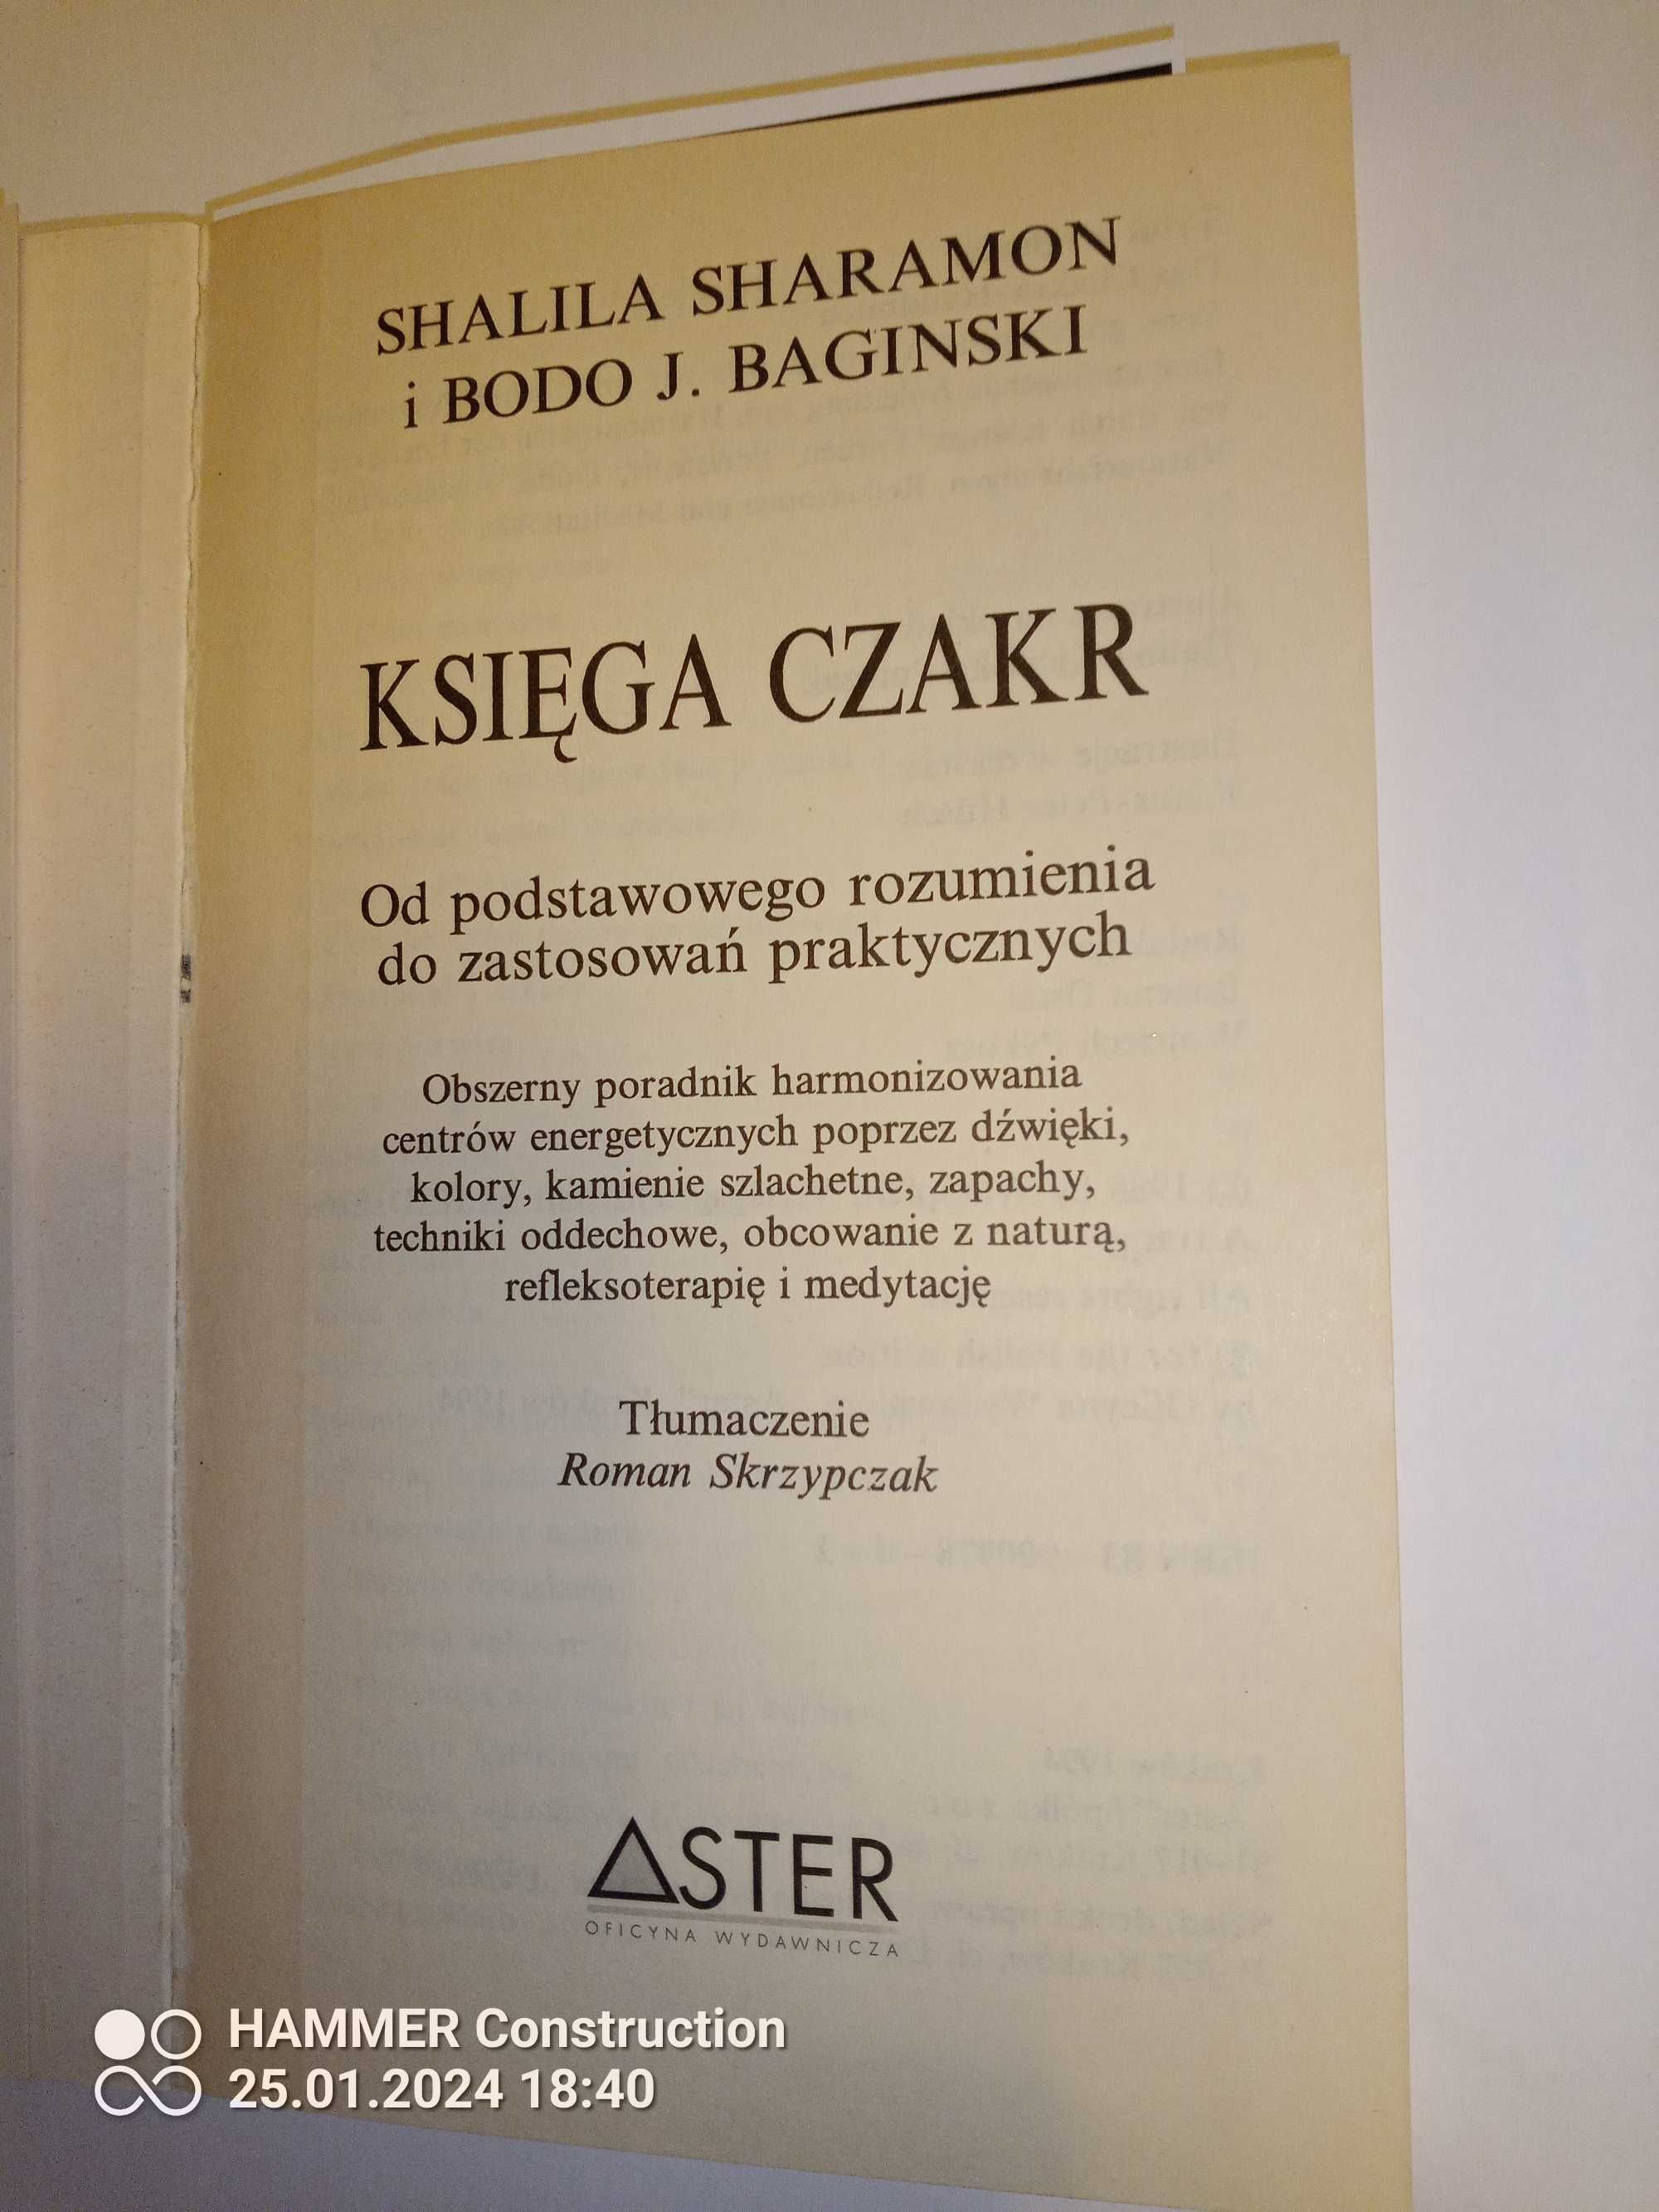 SHALILA SHARAMON
i BODO J. BAGINSKI
KSIĘGA CZAKR
Od podstawowego rozumienia
do zastosowań praktycznych
Obszerny poradnik harmonizowania
centrów energetycznych poprzez dźwięki,
kolory, kamienie szlachetne, zapachy,
techniki oddechowe, obcowanie z naturą,
refleksoterapię i medytację
Tłumaczenie
Roman Skrzypczak
ASTER
OFICYNA WYDAWNICZA
HAMMER Construction
25.01.2024 18:40